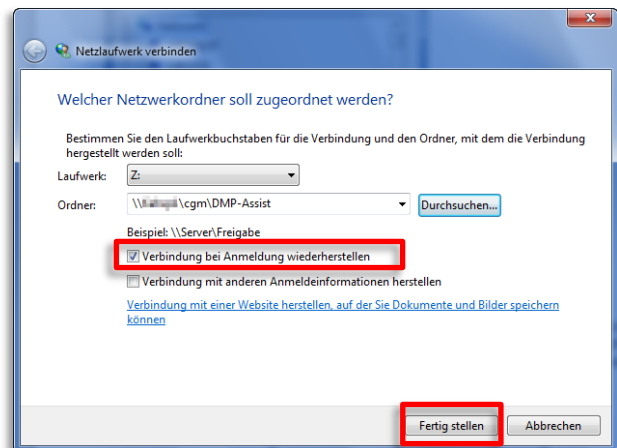 Netzlaufwerk verbinden
Welcher Netzwerkordner soll zugeordnet werden?
Bestimmen Sie den Laufwerkbuchstaben für die Verbindung und den Ordner, mit dem die Verbindung
hergestellt werden soll:
Laufwerk: Z:
Ordner: \\ \cgm\DMP-Assist Durchsuchen...
Beispiel: \\Server\Freigabe
Verbindung bei Anmeldung wiederherstellen
Verbindung mit anderen Anmeldeinformationen herstellen
Verbindung mit einer Website herstellen, auf der Sie Dokumente und Bilder speichern
können
Fertig stellen Abbrechen